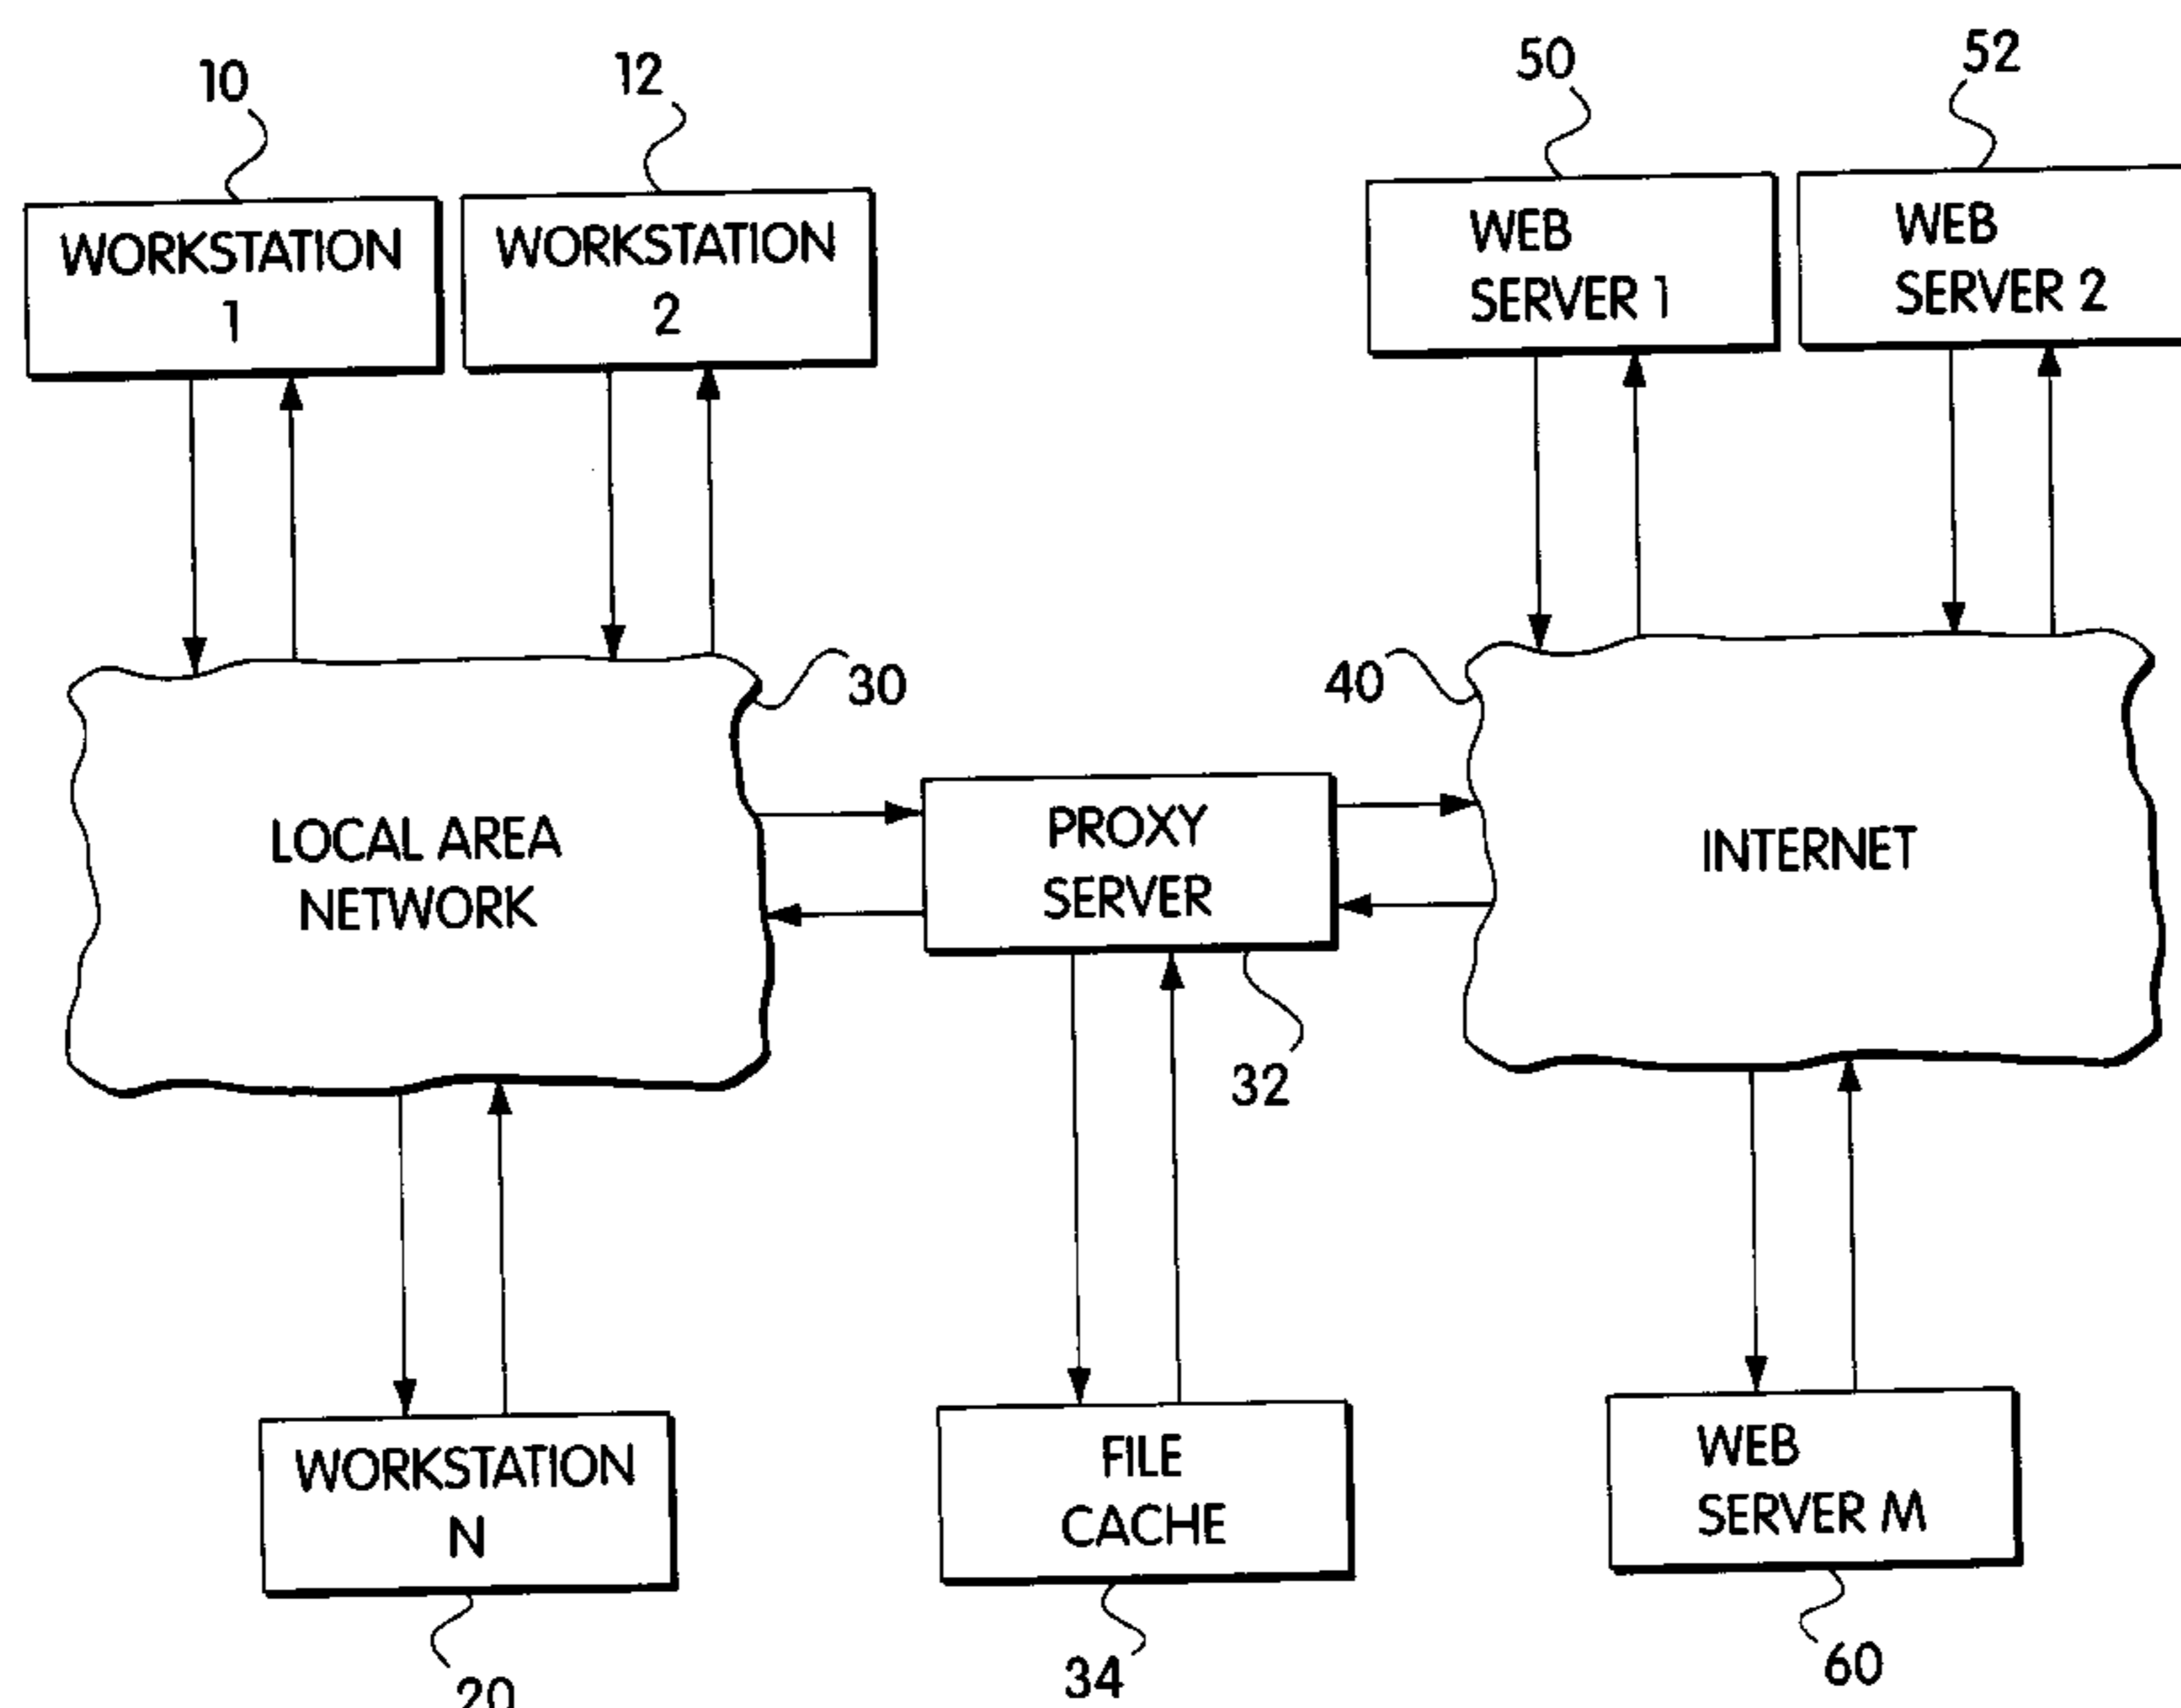 10
12
50
52
WORKSTATION
1
WORKSTATION
2
WEB
SERVER 1
WEB
SERVER 2
30
40
LOCAL AREA
NETWORK
PROXY
SERVER
INTERNET
32
WORKSTATION
N
FILE
CACHE
WEB
SERVER M
20
34
60